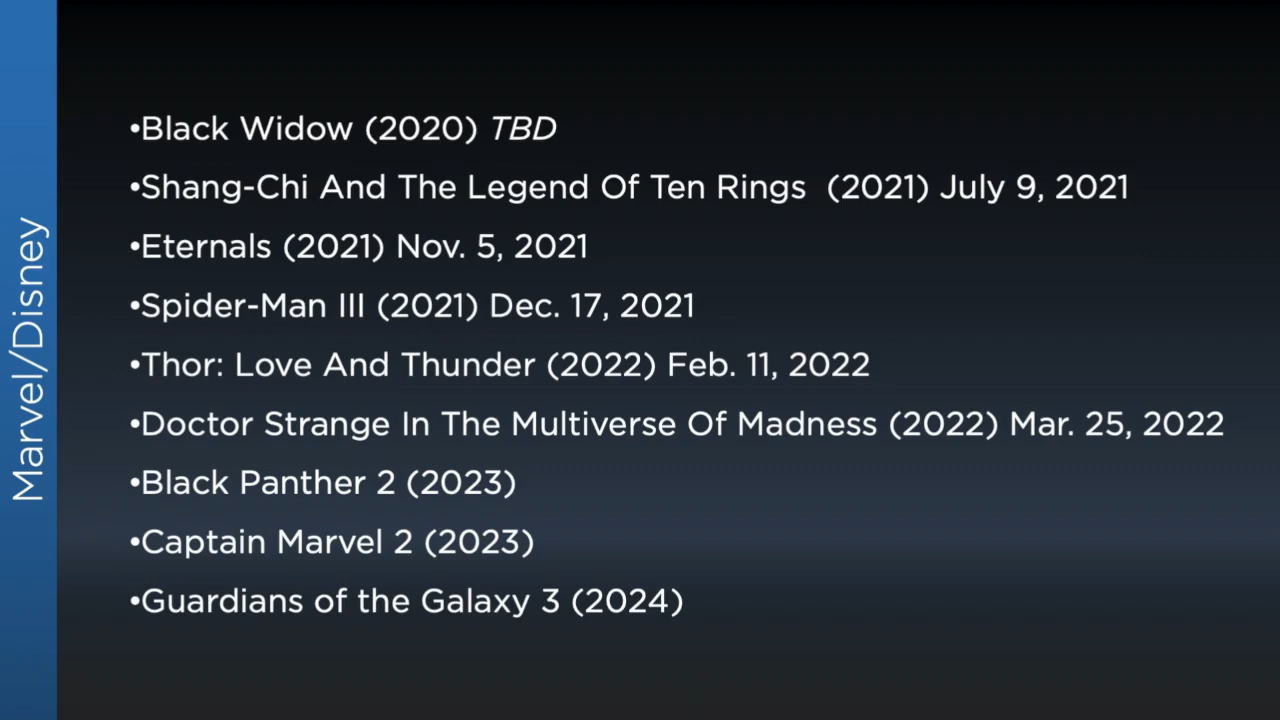 Marvel/Disney
•Black Widow (2020) TBD
•Shang-Chi And The Legend Of Ten Rings (2021) July 9, 2021
•Eternals (2021) Nov. 5, 2021
•Spider-Man III (2021) Dec. 17, 2021
•Thor: Love And Thunder (2022) Feb. 11, 2022
•Doctor Strange In The Multiverse Of Madness (2022) Mar. 25, 2022
•Black Panther 2 (2023)
•Captain Marvel 2 (2023)
•Guardians of the Galaxy 3 (2024)